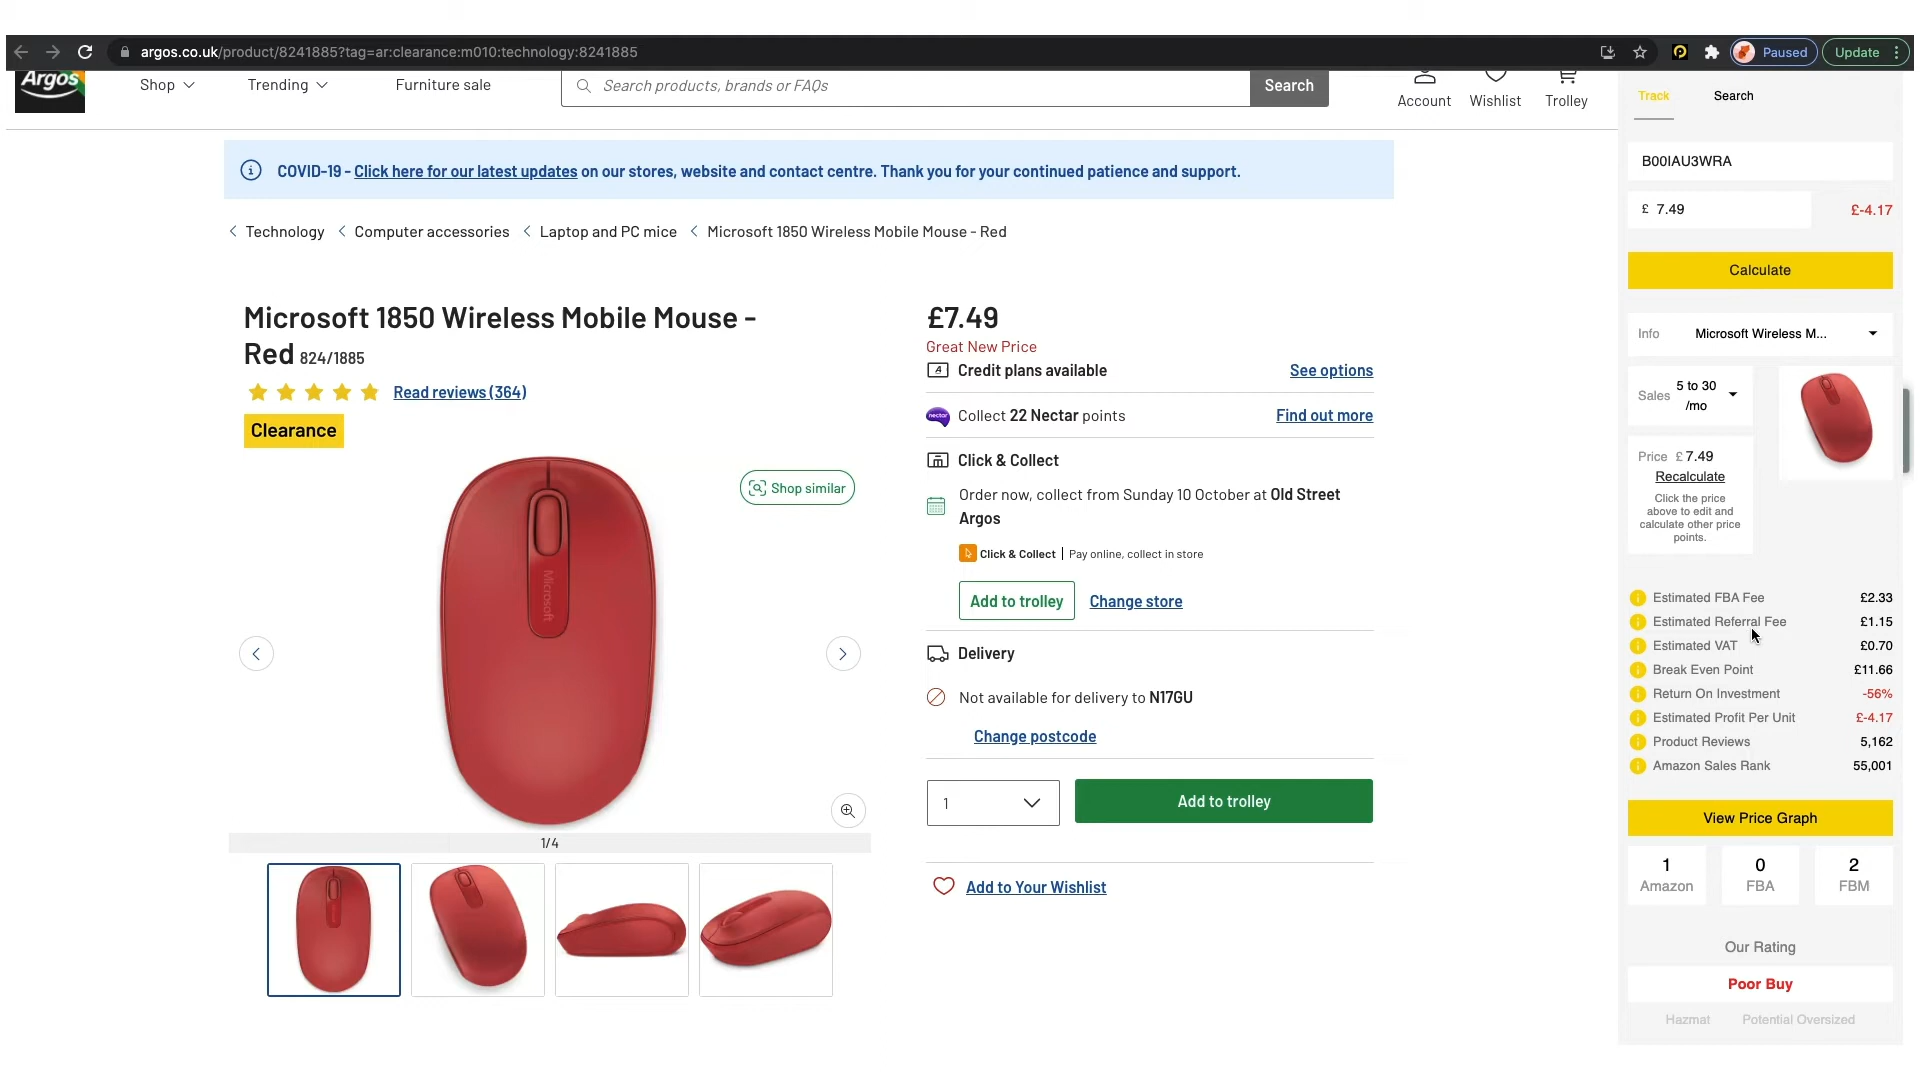 argos.co.uk/product/8241885?tag=ar:clearance:m010:technology:8241885
Paused
Update
Argos
Shop
Trending
Furniture sale
Search products, brands or FAQs
Search
Account
Wishlist
Trolley
COVID-19 - Click here for our latest updates on our stores, website and contact centre. Thank you for your continued patience and support.
Technology
Computer accessories
Laptop and PC mice
Microsoft 1850 Wireless Mobile Mouse - Red
Microsoft 1850 Wireless Mobile Mouse -
Red 824/1885
Read reviews (364)
Clearance
Shop similar
Microsoft
1/4
£7.49
Great New Price
Credit plans available
See options
nectar
Collect 22 Nectar points
Find out more
Click & Collect
Order now, collect from Sunday 10 October at Old Street
Argos
Click & Collect | Pay online, collect in store
Add to trolley
Change store
Delivery
Not available for delivery to N17GU
Change postcode
1
Add to trolley
Add to Your Wishlist
Track
Search
B00IAU3WRA
£ 7.49
£-4.17
Calculate
Info
Microsoft Wireless M...
Sales
5 to 30
/mo
Price £ 7.49
Recalculate
Click the price
above to edit and
calculate other price
points.
Estimated FBA Fee £2.33
Estimated Referral Fee £1.15
Estimated VAT £0.70
Break Even Point £11.66
Return On Investment -56%
Estimated Profit Per Unit £-4.17
Product Reviews 5,162
Amazon Sales Rank 55,001
View Price Graph
1 0 2
Amazon FBA FBM
Our Rating
Poor Buy
Hazmat Potential Oversized